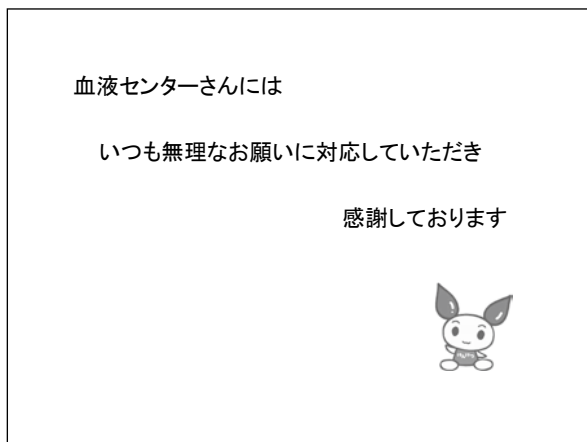 血液センターさんには
いつも無理なお願いに対応していただき
感謝しております